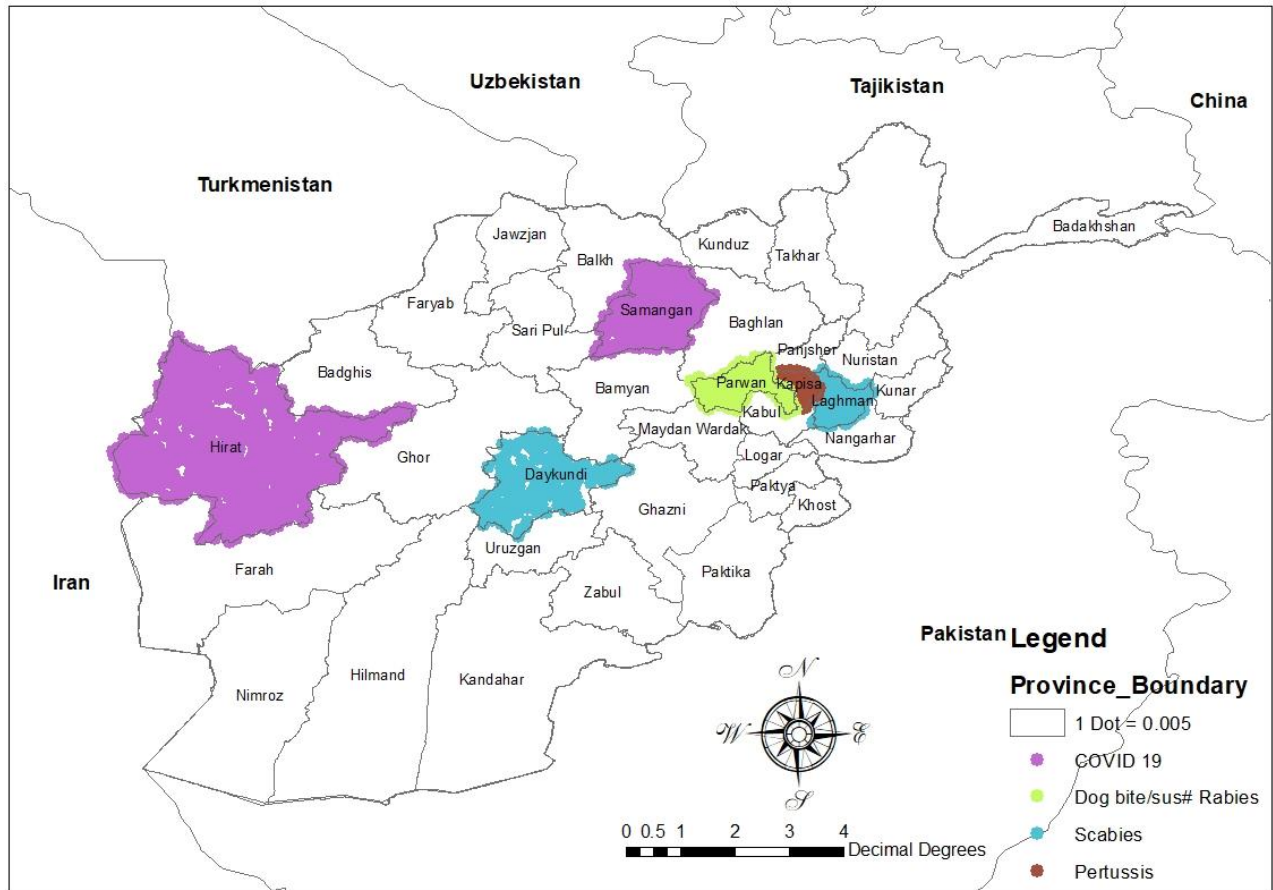 Uzbekistan
Tajikistan
China
Turkmenistan
Jawzjan
Balkh
Kunduz
Takhar
Badakhshan
Faryab
Samangan
Sari Pul
Baghlan
Badghis
Panjsher
Nuristan
Bamyan
Parwan
Kapisa
Laghman
Kunar
Kabul
Hirat
Ghor
Maydan Wardak
Nangarhar
Logar
Daykundi
Paktya
Khost
Ghazni
Uruzgan
Farah
Iran
Zabul
Paktika
Pakistan
Hilmand
Kandahar
Nimroz
N
W
E
S
0 0.5 1 2 3 4
Decimal Degrees
Legend
Province_Boundary
1 Dot = 0.005
COVID 19
Dog bite/sus# Rabies
Scabies
Pertussis